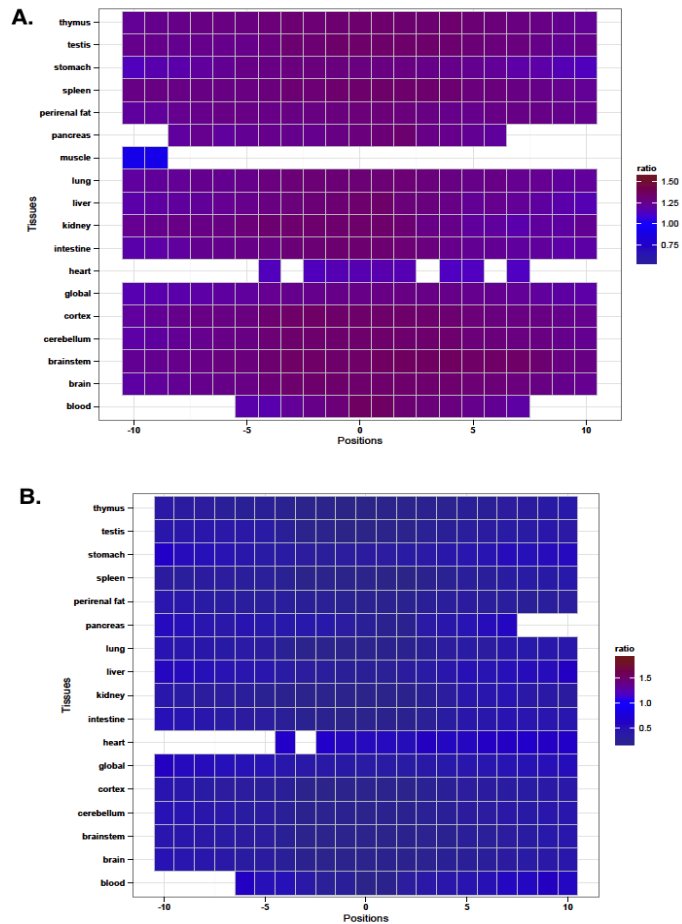 A.
thymus
testis
stomach
spleen
perirenal fat
pancreas
muscle
lung
liver
kidney
intestine
heart
global
cortex
cerebellum
brainstem
brain
blood
Tissues
-10 -5 0 5 10
Positions
ratio
1.50
1.25
1.00
0.75
B.
thymus
testis
stomach
spleen
perirenal fat
pancreas
lung
liver
kidney
intestine
heart
global
cortex
cerebellum
brainstem
brain
blood
Tissues
-10 -5 0 5 10
Positions
ratio
1.5
1.0
0.5